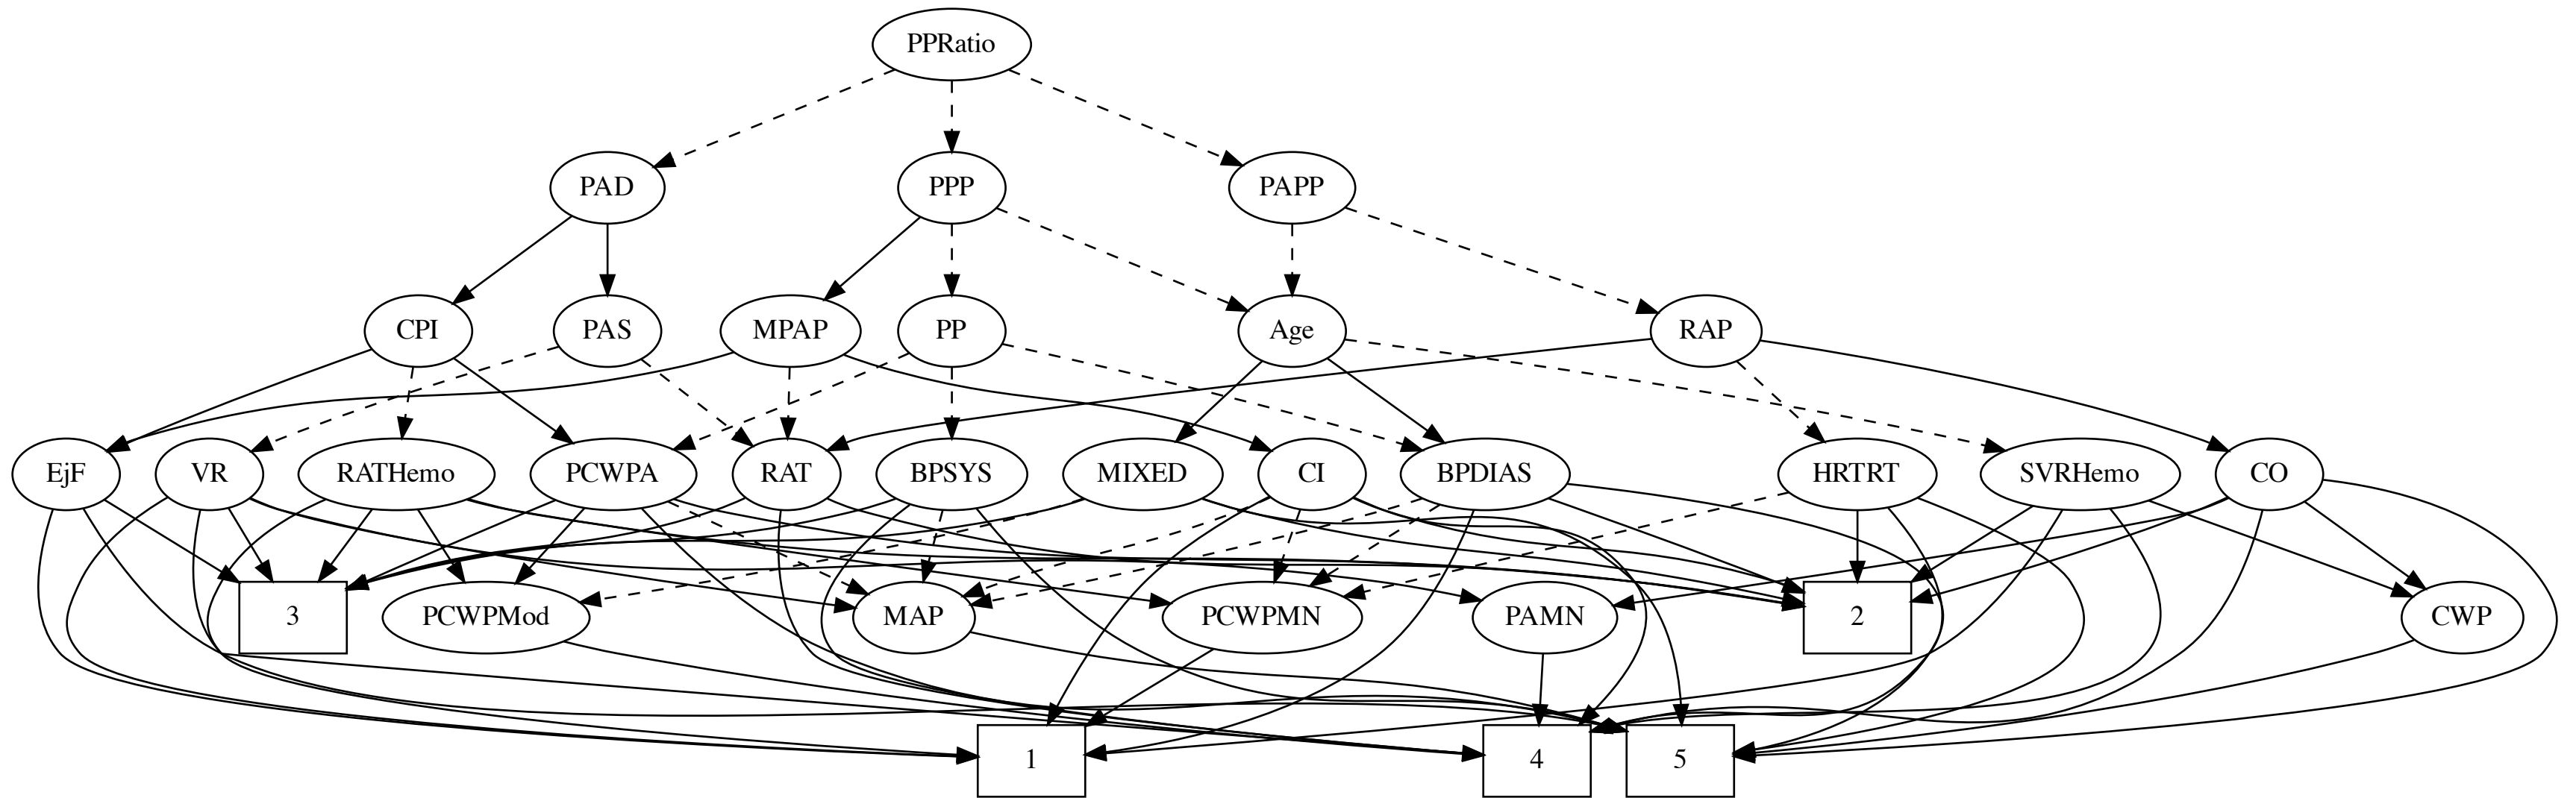 PPRatio
PAD PPP PAPP
CPI PAS MPAP PP Age RAP
EjF VR RATHemo PCWPA RAT BPSYS MIXED CI BPDIAS HRTRT SVRHemo CO
3 PCWPMod MAP PCWPMN PAMN 2 CWP
1 4 5